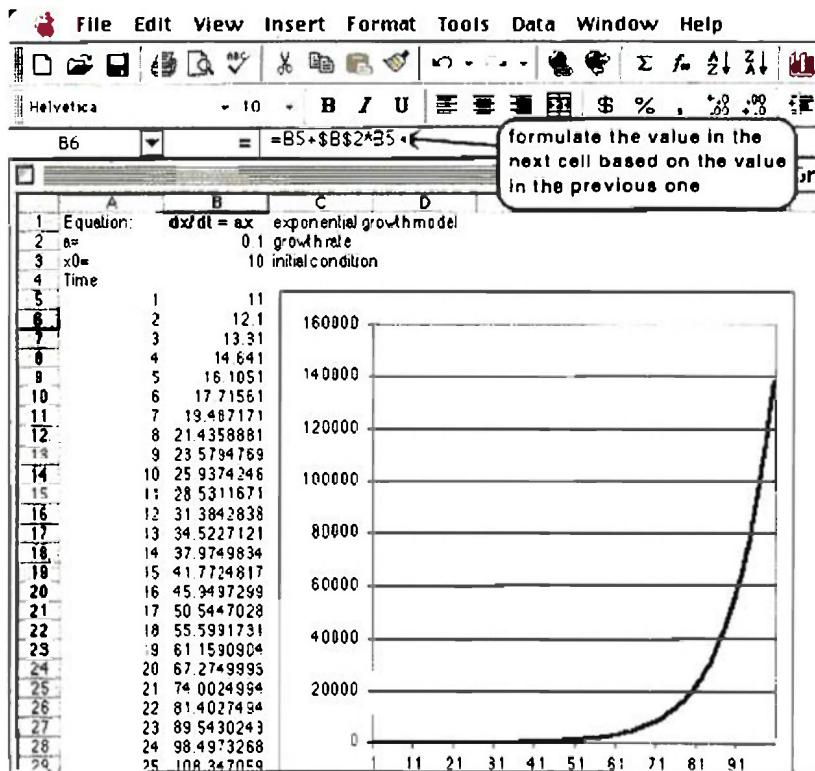 File Edit View Insert Format Tools Data Window Help
Helvetica 10 B I U $ % ,
B6 = =B5+$B$2*B5
formulate the value in the
next cell based on the value
in the previous one
A B C D
1 Equation: dx/dt = ax exponential growth model
2 a= 0.1 growth rate
3 x0= 10 initial condition
4 Time
5 1 11
6 2 12.1
7 3 13.31
8 4 14.641
9 5 16.1051
10 6 17.71561
11 7 19.487171
12 8 21.4358881
13 9 23.5794769
14 10 25.9374246
15 11 28.5311671
16 12 31.3842838
17 13 34.5227121
18 14 37.9749834
19 15 41.7724817
20 16 45.9497299
21 17 50.5447028
22 18 55.5991731
23 19 61.1590904
24 20 67.2749995
25 21 74.0024994
26 22 81.4027494
27 23 89.5430243
28 24 98.4973268
29 25 108.347059
160000
140000
120000
100000
80000
60000
40000
20000
0
1 11 21 31 41 51 61 71 81 91